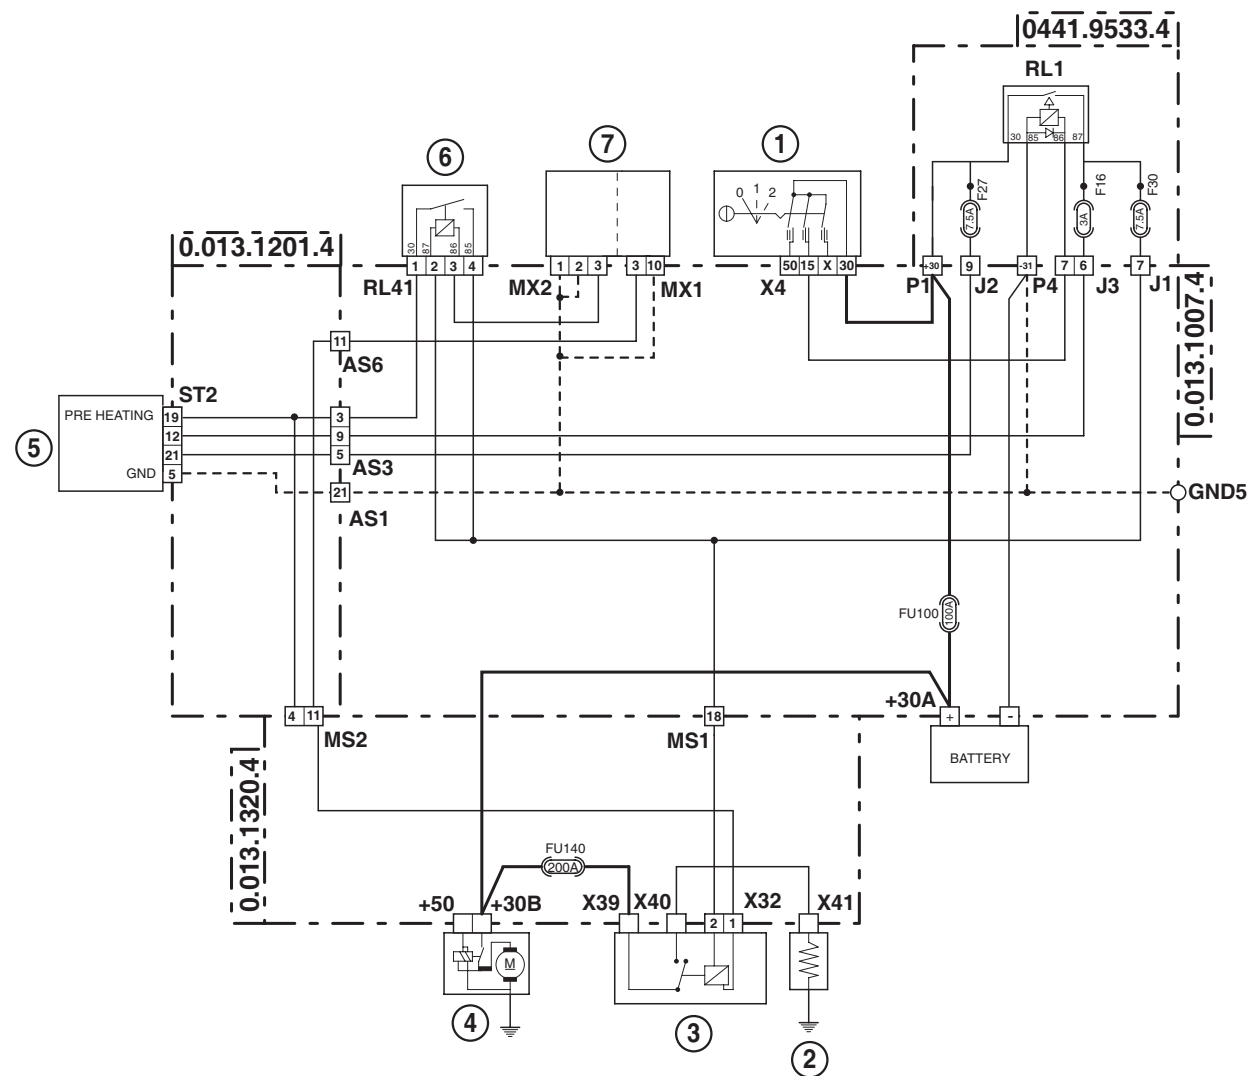 0441.9533.4
RL1
30 85 86 87
6
7
1
0 1 2
F27
F16
F30
7.5A
3A
7.5A
30 87 86 85
0.013.1201.4
1 2 3 4
1 2 3
3 10
50 15 X 30
+30
9
-31
7 6
7
RL41
MX2
MX1
X4
P1
J2
P4
J3
J1
0.013.1007.4
11
AS6
ST2
PRE HEATING
19
3
5
12
9
21
5
AS3
GND
5
21
GND5
AS1
FU100
100A
+30A
4 11
18
+
-
MS2
MS1
BATTERY
0.013.1320.4
FU140
200A
+50
+30B
X39
X40
X32
X41
2 1
M
4
3
2